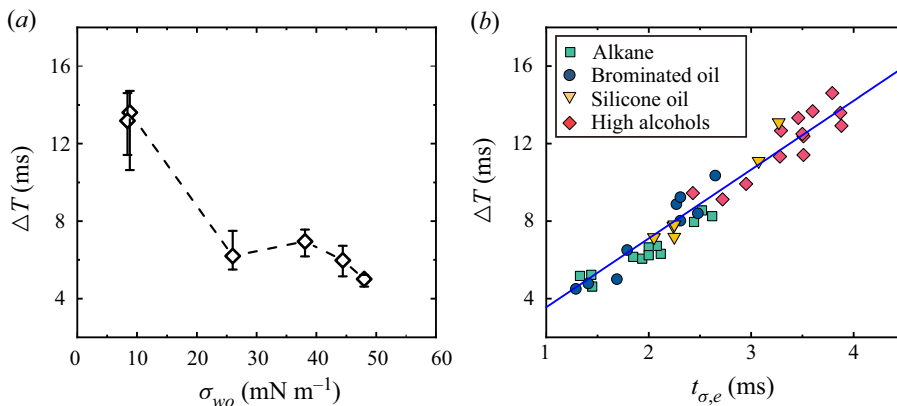 (a)
16
12
8
4
ΔT (ms)
0 10 20 30 40 50 60
σwo (mN m−1)
(b)
Alkane
Brominated oil
Silicone oil
High alcohols
16
12
8
4
ΔT (ms)
1 2 3 4
tσ,e (ms)